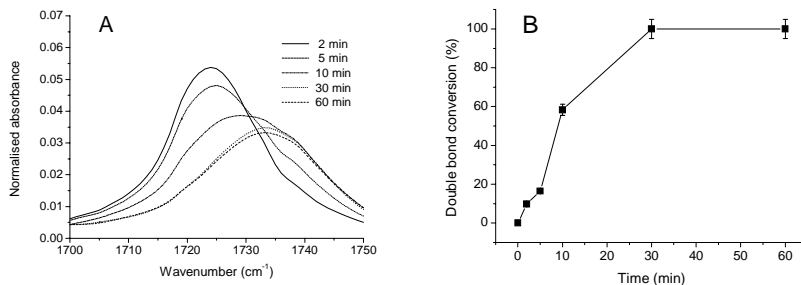 A
2 min
5 min
10 min
30 min
60 min
Normalised absorbance
0.07
0.06
0.05
0.04
0.03
0.02
0.01
0.00
1700 1710 1720 1730 1740 1750
Wavenumber (cm⁻¹)
B
Double bond conversion (%)
100
80
60
40
20
0
0 10 20 30 40 50 60
Time (min)